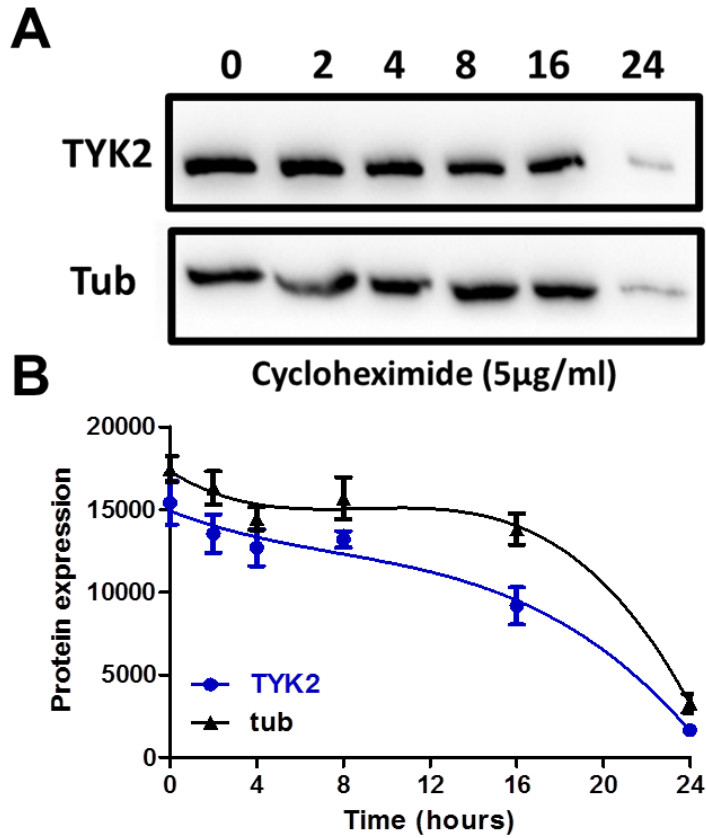 A
0 2 4 8 16 24
TYK2
Tub
Cycloheximide (5µg/ml)
B
20000
15000
10000
5000
0
Protein expression
TYK2
tub
0 4 8 12 16 20 24
Time (hours)